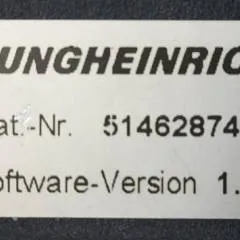 UNGHEINRIC
at.-Nr. 51462874
oftware-Version 1.